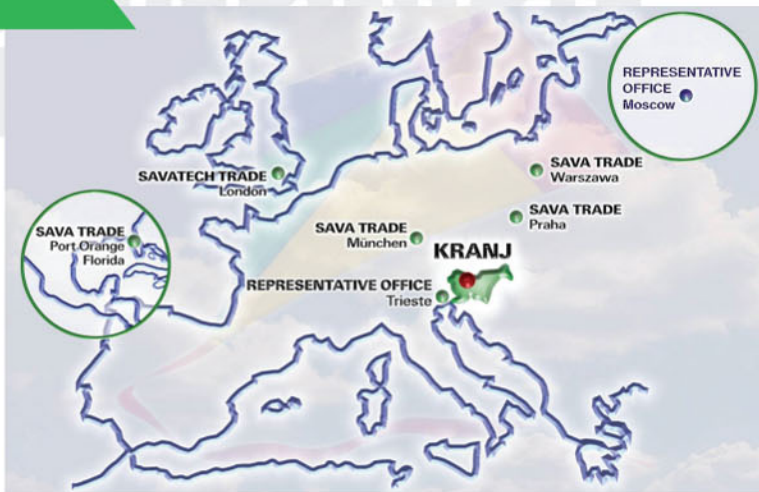 REPRESENTATIVE
OFFICE
Moscow
SAVA TRADE
Warszawa
SAVATECH TRADE
London
SAVA TRADE
Praha
SAVA TRADE
Port Orange
Florida
SAVA TRADE
München
KRANJ
REPRESENTATIVE OFFICE
Trieste